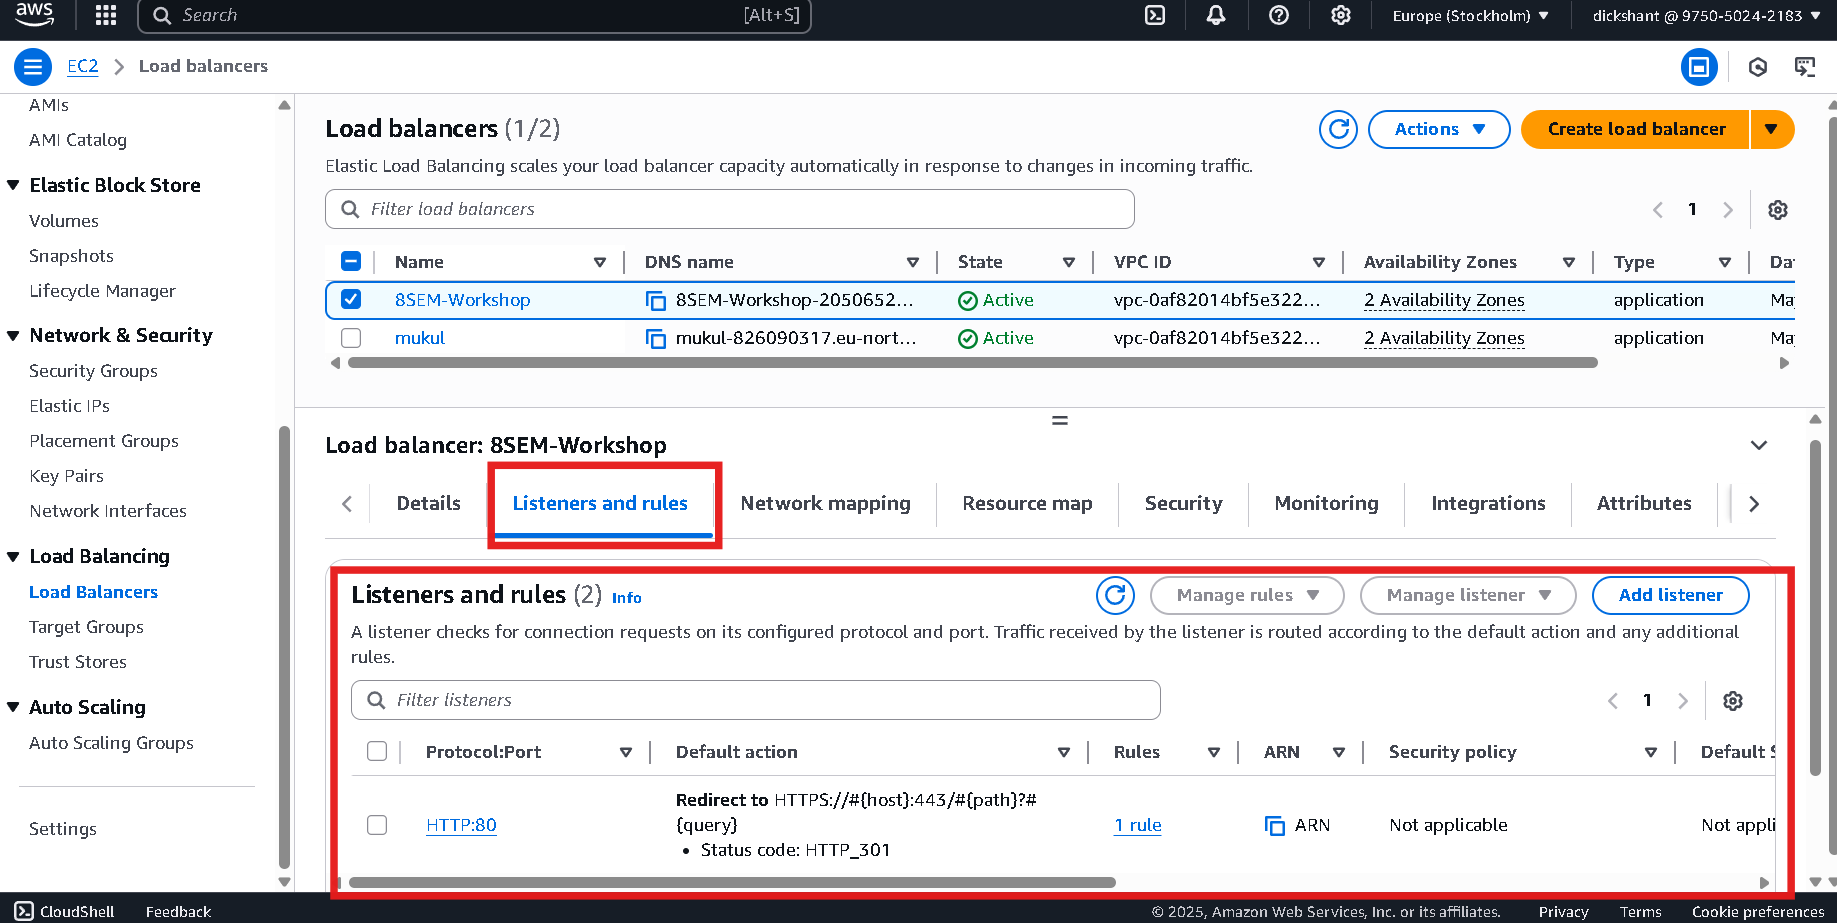 aws
Search
[Alt+S]
Europe (Stockholm)
dickshant @ 9750-5024-2183
EC2
Load balancers
AMIs
AMI Catalog
Elastic Block Store
Volumes
Snapshots
Lifecycle Manager
Network & Security
Security Groups
Elastic IPs
Placement Groups
Key Pairs
Network Interfaces
Load Balancing
Load Balancers
Target Groups
Trust Stores
Auto Scaling
Auto Scaling Groups
Settings
Load balancers (1/2)
Actions
Create load balancer
Elastic Load Balancing scales your load balancer capacity automatically in response to changes in incoming traffic.
Filter load balancers
1
Name DNS name State VPC ID Availability Zones Type Da
8SEM-Workshop 8SEM-Workshop-2050652... Active vpc-0af82014bf5e322... 2 Availability Zones application Ma
mukul mukul-826090317.eu-nort... Active vpc-0af82014bf5e322... 2 Availability Zones application Ma
Load balancer: 8SEM-Workshop
Details Listeners and rules Network mapping Resource map Security Monitoring Integrations Attributes
Listeners and rules (2) Info
Manage rules Manage listener Add listener
A listener checks for connection requests on its configured protocol and port. Traffic received by the listener is routed according to the default action and any additional
rules.
Filter listeners
1
Protocol:Port Default action Rules ARN Security policy Default S
Redirect to HTTPS://#{host}:443/#{path}?#
HTTP:80 {query} 1 rule ARN Not applicable Not appli
• Status code: HTTP_301
CloudShell Feedback © 2025, Amazon Web Services, Inc. or its affiliates. Privacy Terms Cookie preferences